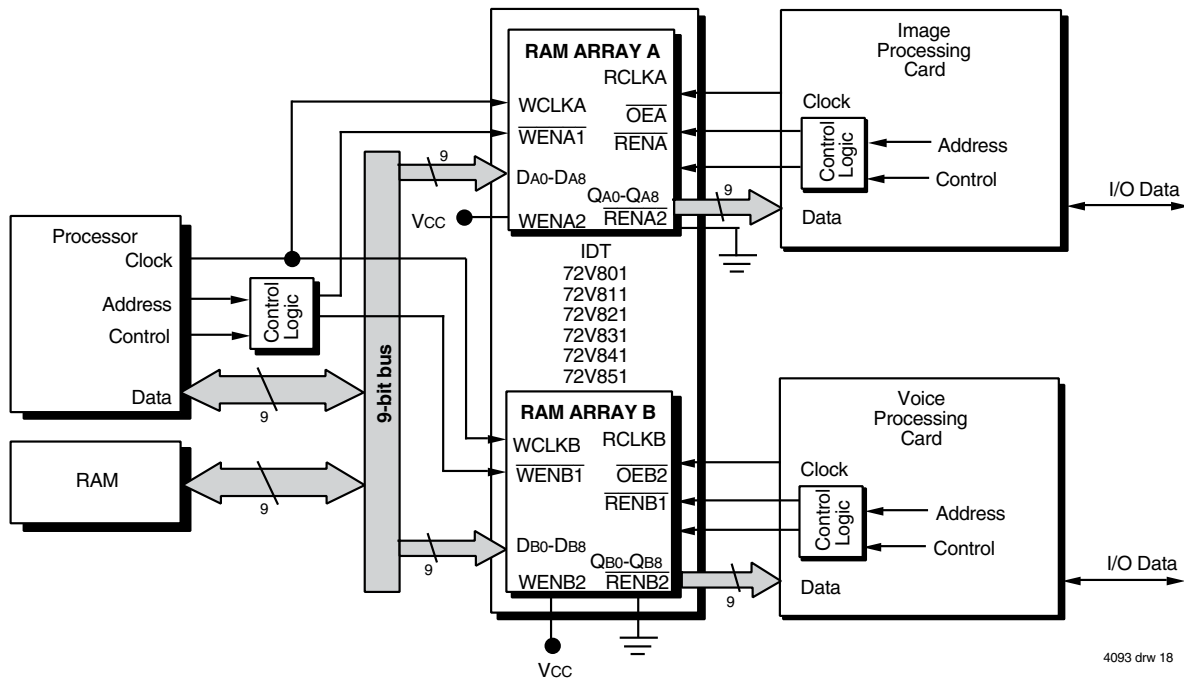 RAM ARRAY A
RCLKA
WCLKA
OEA
WENA1
RENA
DA0-DA8
QA0-QA8
WENA2
RENA2
VCC
9
9
Image
Processing
Card
Clock
Control
Logic
Address
Control
Data
I/O Data
Processor
Clock
Address
Control
Data
Control
Logic
9
RAM
9
9-bit bus
IDT
72V801
72V811
72V821
72V831
72V841
72V851
RAM ARRAY B
WCLKB
RCLKB
WENB1
OEB2
RENB1
DB0-DB8
QB0-QB8
WENB2
RENB2
9
9
VCC
Voice
Processing
Card
Clock
Control
Logic
Address
Control
Data
I/O Data
4093 drw 18